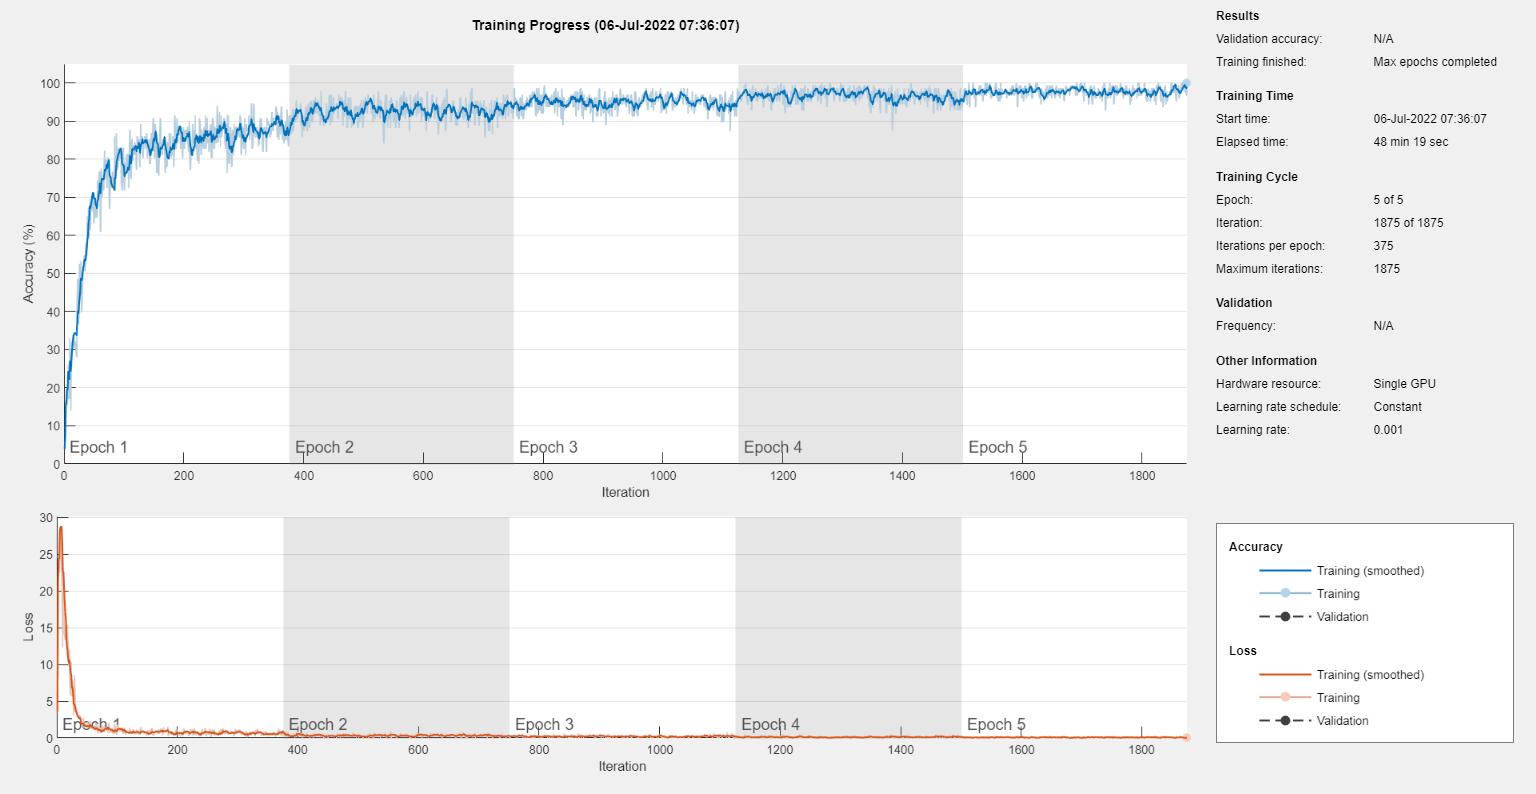 Training Progress (06-Jul-2022 07:36:07)
Accuracy (%)
100
90
80
70
60
50
40
30
20
10
0
Epoch 1
Epoch 2
Epoch 3
Epoch 4
Epoch 5
0
200
400
600
800
1000
1200
1400
1600
1800
Iteration
Loss
30
25
20
15
10
5
0
Epoch 1
Epoch 2
Epoch 3
Epoch 4
Epoch 5
0
200
400
600
800
1000
1200
1400
1600
1800
Iteration
Results
Validation accuracy: N/A
Training finished: Max epochs completed
Training Time
Start time: 06-Jul-2022 07:36:07
Elapsed time: 48 min 19 sec
Training Cycle
Epoch: 5 of 5
Iteration: 1875 of 1875
Iterations per epoch: 375
Maximum iterations: 1875
Validation
Frequency: N/A
Other Information
Hardware resource: Single GPU
Learning rate schedule: Constant
Learning rate: 0.001
Accuracy
Training (smoothed)
Training
Validation
Loss
Training (smoothed)
Training
Validation